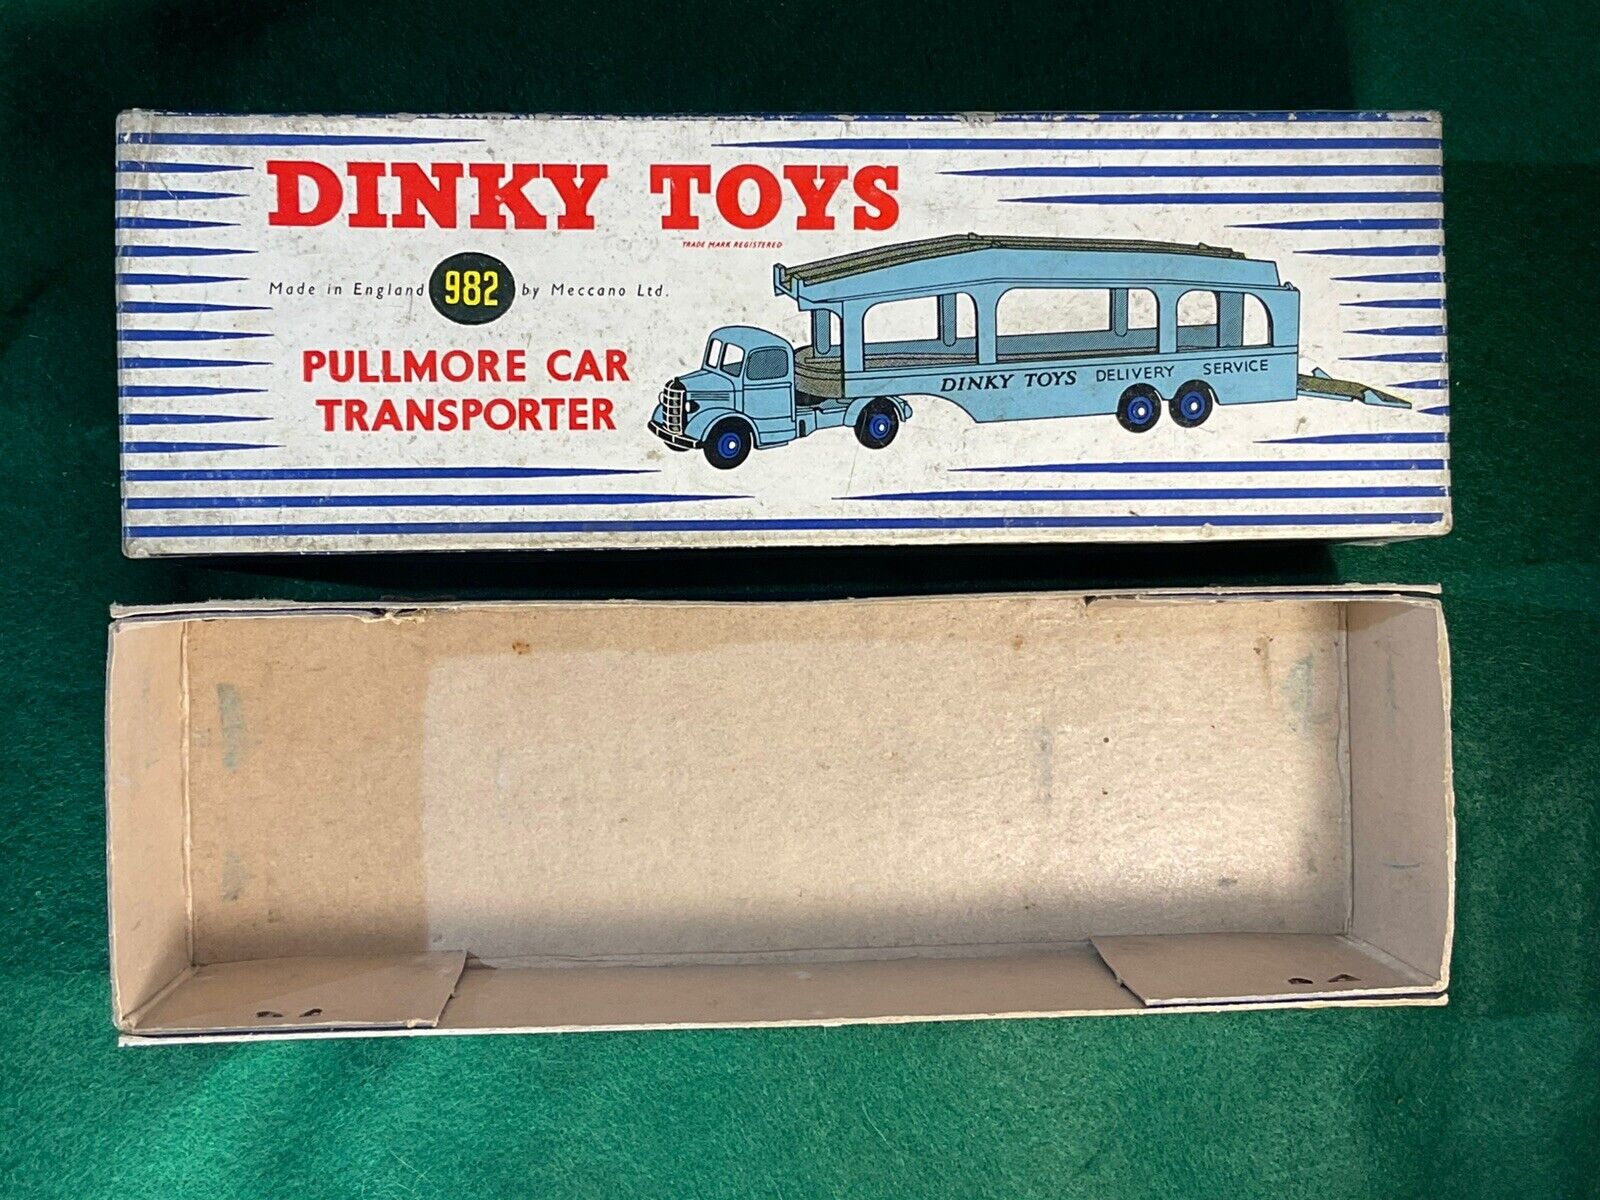 DINKY TOYS
TRADE MARK REGISTERED
Made in England 982 by Meccano Ltd.
PULLMORE CAR
TRANSPORTER
DINKY TOYS DELIVERY SERVICE